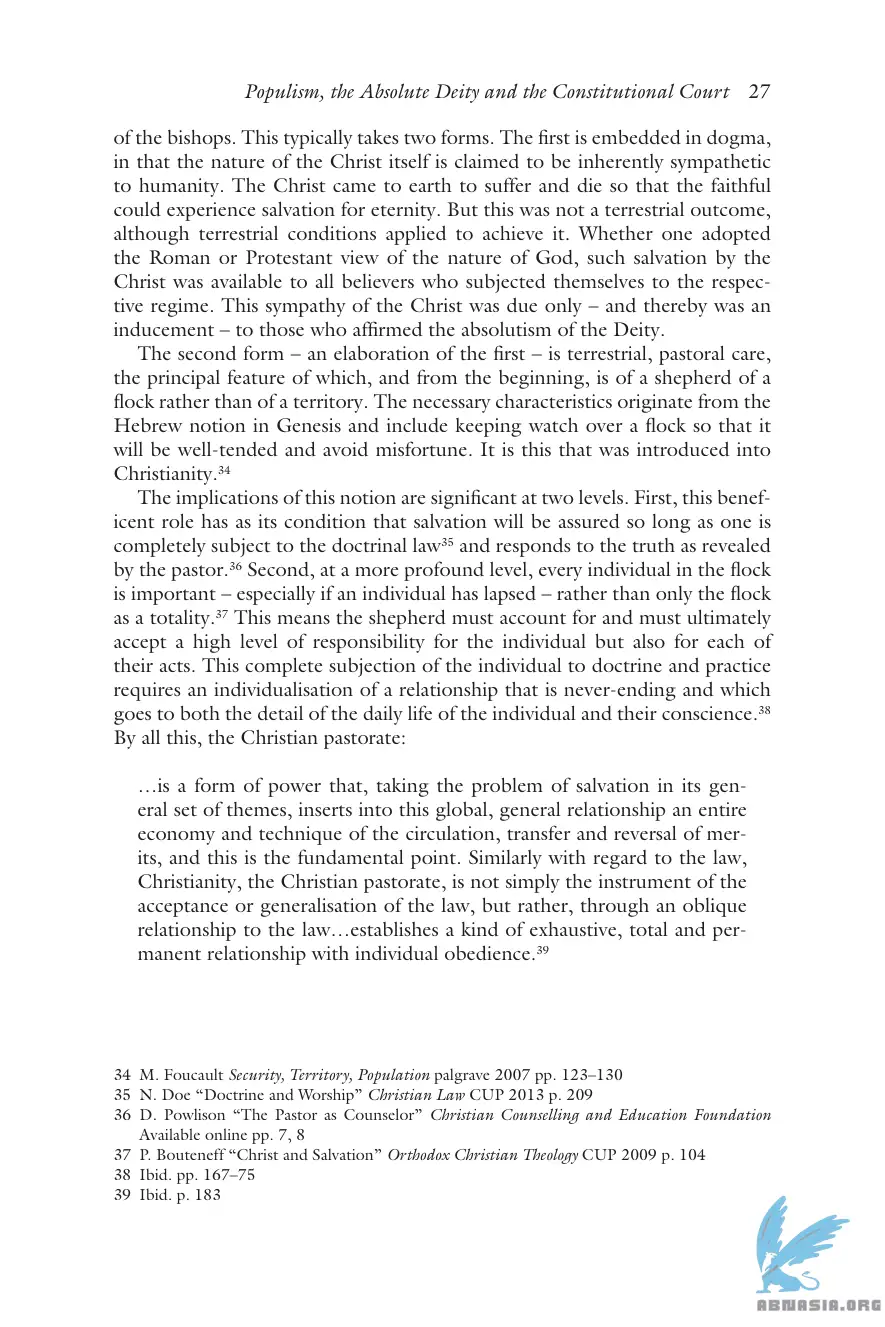 Populism, the Absolute Deity and the Constitutional Court 27
of the bishops. This typically takes two forms. The first is embedded in dogma,
in that the nature of the Christ itself is claimed to be inherently sympathetic
to humanity. The Christ came to earth to suffer and die so that the faithful
could experience salvation for eternity. But this was not a terrestrial outcome,
although terrestrial conditions applied to achieve it. Whether one adopted
the Roman or Protestant view of the nature of God, such salvation by the
Christ was available to all believers who subjected themselves to the respec-
tive regime. This sympathy of the Christ was due only – and thereby was an
inducement – to those who affirmed the absolutism of the Deity.
The second form – an elaboration of the first – is terrestrial, pastoral care,
the principal feature of which, and from the beginning, is of a shepherd of a
flock rather than of a territory. The necessary characteristics originate from the
Hebrew notion in Genesis and include keeping watch over a flock so that it
will be well-tended and avoid misfortune. It is this that was introduced into
Christianity.³⁴
The implications of this notion are significant at two levels. First, this benef-
icent role has as its condition that salvation will be assured so long as one is
completely subject to the doctrinal law³⁵ and responds to the truth as revealed
by the pastor.³⁶ Second, at a more profound level, every individual in the flock
is important – especially if an individual has lapsed – rather than only the flock
as a totality.³⁷ This means the shepherd must account for and must ultimately
accept a high level of responsibility for the individual but also for each of
their acts. This complete subjection of the individual to doctrine and practice
requires an individualisation of a relationship that is never-ending and which
goes to both the detail of the daily life of the individual and their conscience.³⁸
By all this, the Christian pastorate:
…is a form of power that, taking the problem of salvation in its gen-
eral set of themes, inserts into this global, general relationship an entire
economy and technique of the circulation, transfer and reversal of mer-
its, and this is the fundamental point. Similarly with regard to the law,
Christianity, the Christian pastorate, is not simply the instrument of the
acceptance or generalisation of the law, but rather, through an oblique
relationship to the law…establishes a kind of exhaustive, total and per-
manent relationship with individual obedience.³⁹
34 M. Foucault Security, Territory, Population palgrave 2007 pp. 123–130
35 N. Doe “Doctrine and Worship” Christian Law CUP 2013 p. 209
36 D. Powlison “The Pastor as Counselor” Christian Counselling and Education Foundation
Available online pp. 7, 8
37 P. Bouteneff “Christ and Salvation” Orthodox Christian Theology CUP 2009 p. 104
38 Ibid. pp. 167–75
39 Ibid. p. 183
ABNASIA.ORG